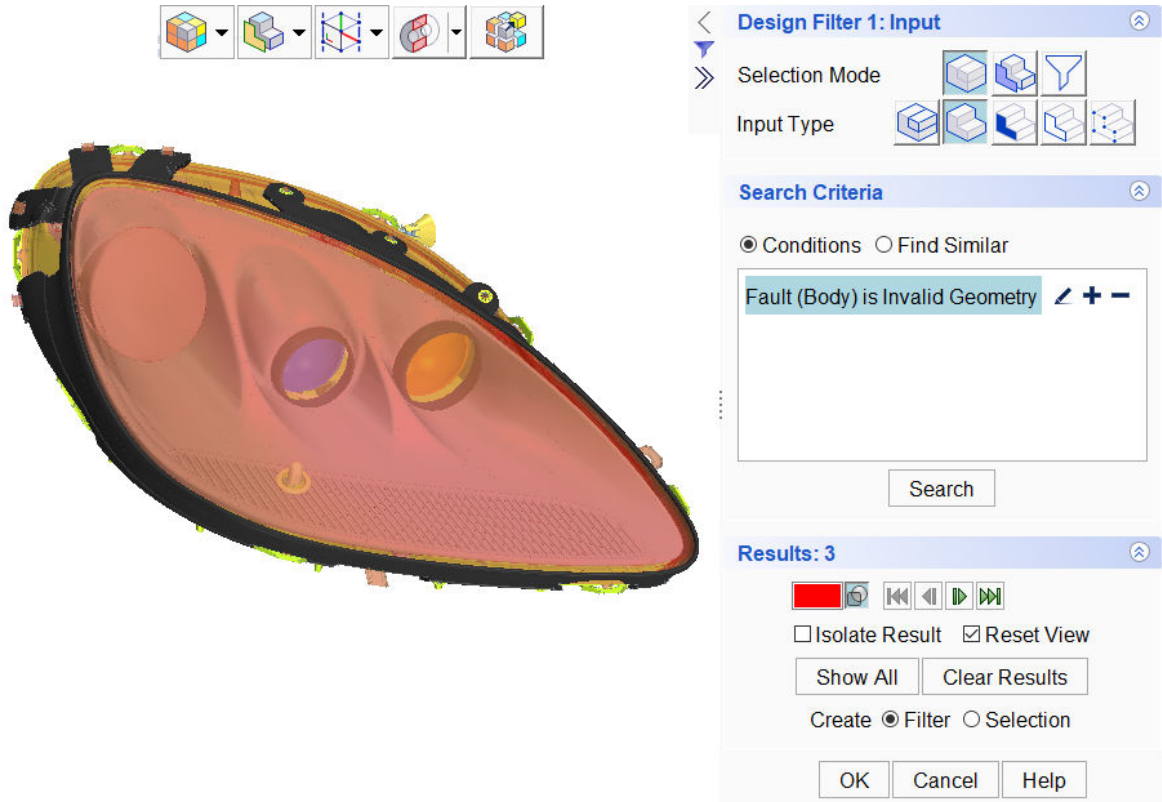 Design Filter 1: Input
Selection Mode
Input Type
Search Criteria
Conditions Find Similar
Fault (Body) is Invalid Geometry
Search
Results: 3
Isolate Result Reset View
Show All Clear Results
Create Filter Selection
OK Cancel Help